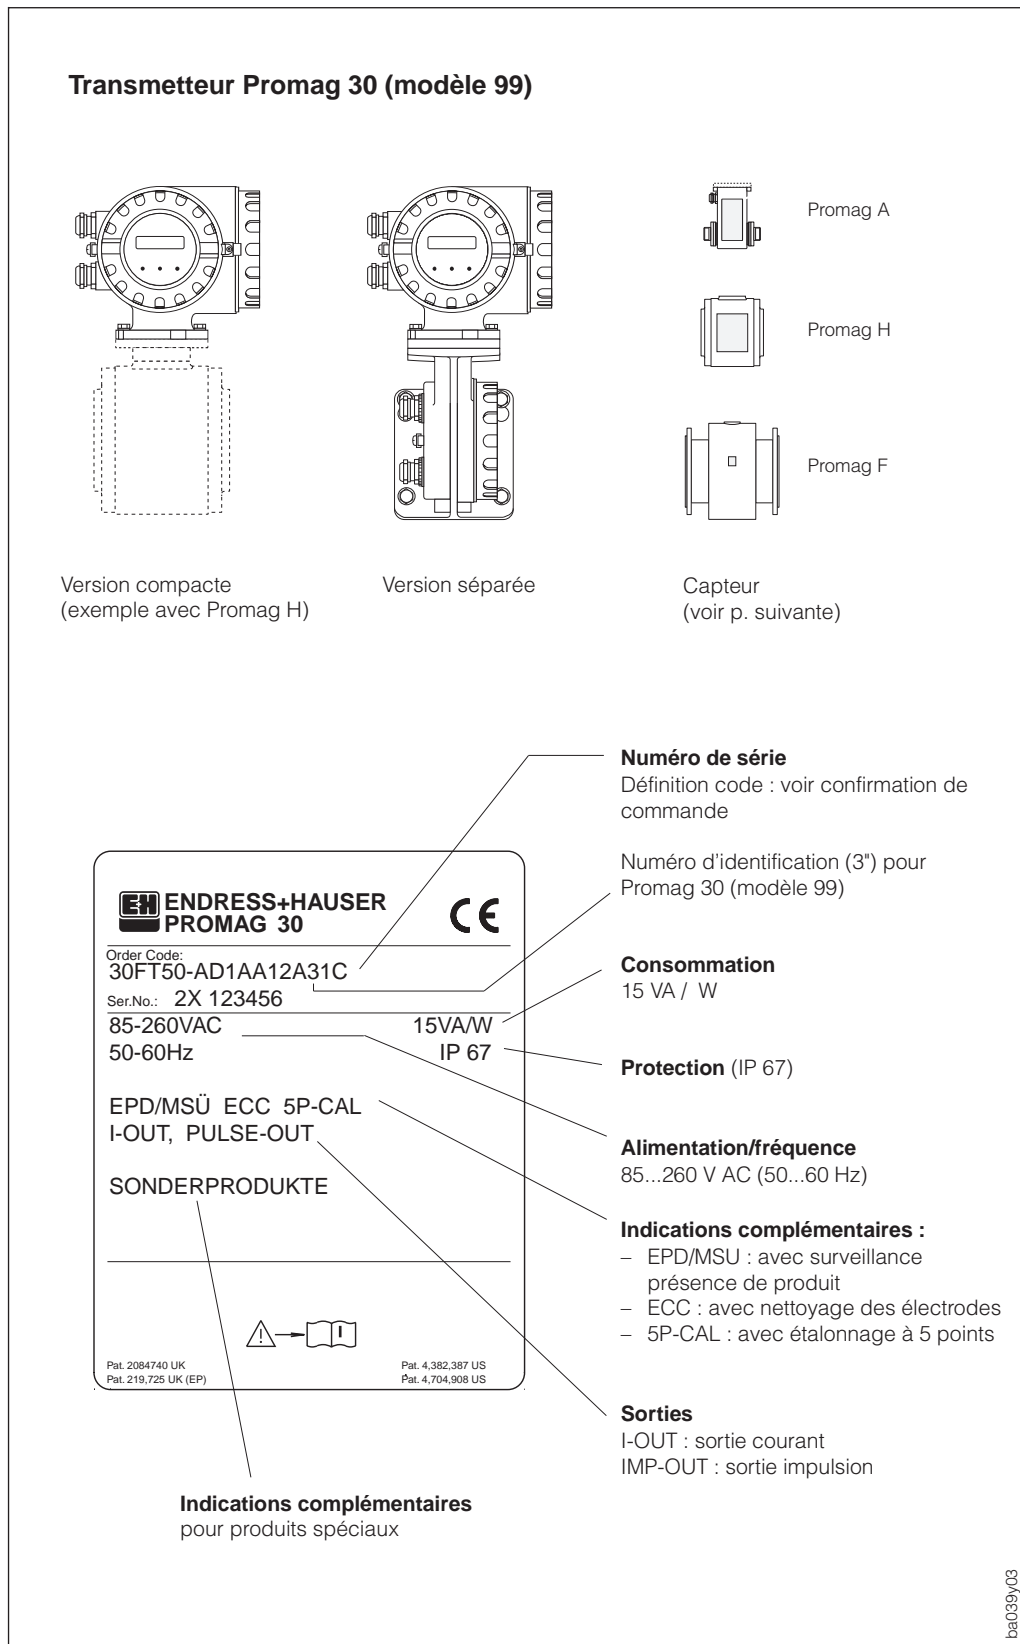 Transmetteur Promag 30 (modèle 99)
Promag A
Promag H
Promag F
Version compacte
(exemple avec Promag H)
Version séparée
Capteur
(voir p. suivante)
Numéro de série
Définition code : voir confirmation de
commande
Numéro d'identification (3") pour
Promag 30 (modèle 99)
Consommation
15 VA / W
Protection (IP 67)
Alimentation/fréquence
85...260 V AC (50...60 Hz)
Indications complémentaires :
– EPD/MSU : avec surveillance
présence de produit
– ECC : avec nettoyage des électrodes
– 5P-CAL : avec étalonnage à 5 points
Sorties
I-OUT : sortie courant
IMP-OUT : sortie impulsion
E+H ENDRESS+HAUSER
PROMAG 30
CE
Order Code:
30FT50-AD1AA12A31C
Ser.No.: 2X 123456
85-260VAC 15VA/W
50-60Hz IP 67
EPD/MSÜ ECC 5P-CAL
I-OUT, PULSE-OUT
SONDERPRODUKTE
Pat. 2084740 UK Pat. 4,382,387 US
Pat. 219,725 UK (EP) Pat. 4,704,908 US
Indications complémentaires
pour produits spéciaux
ba039y03